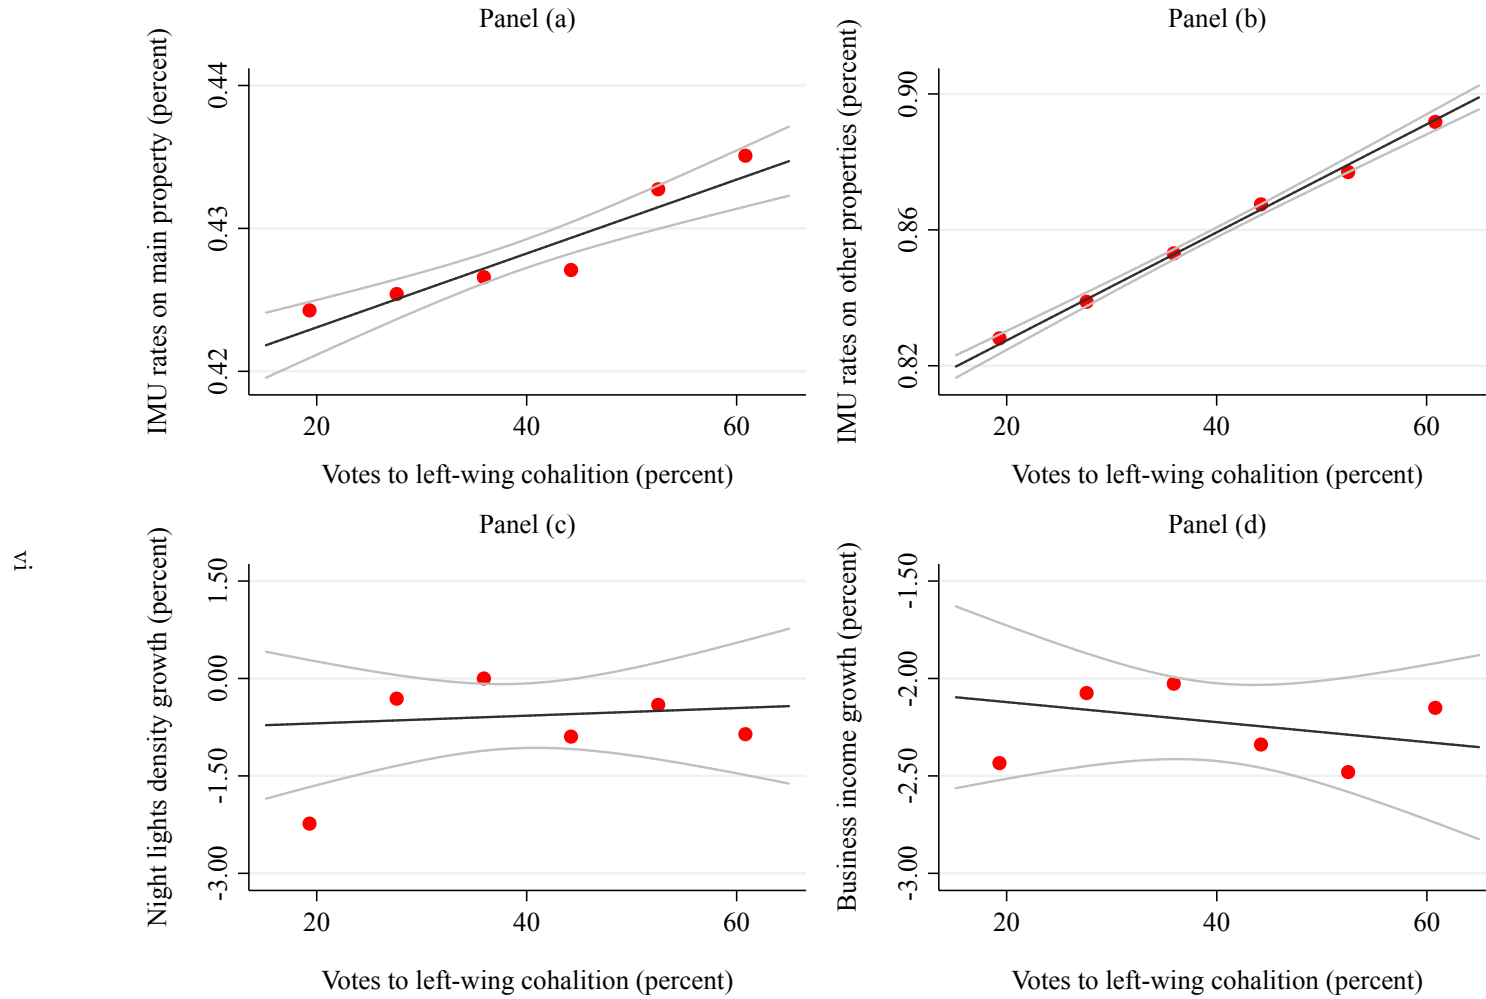 Panel (a)
IMU rates on main property (percent)
0.44
0.43
0.42
20 40 60
Votes to left-wing cohalition (percent)
Panel (b)
IMU rates on other properties (percent)
0.90
0.86
0.82
20 40 60
Votes to left-wing cohalition (percent)
Panel (c)
Night lights density growth (percent)
1.50
0.00
-1.50
-3.00
20 40 60
Votes to left-wing cohalition (percent)
Panel (d)
Business income growth (percent)
-1.50
-2.00
-2.50
-3.00
20 40 60
Votes to left-wing cohalition (percent)
vi